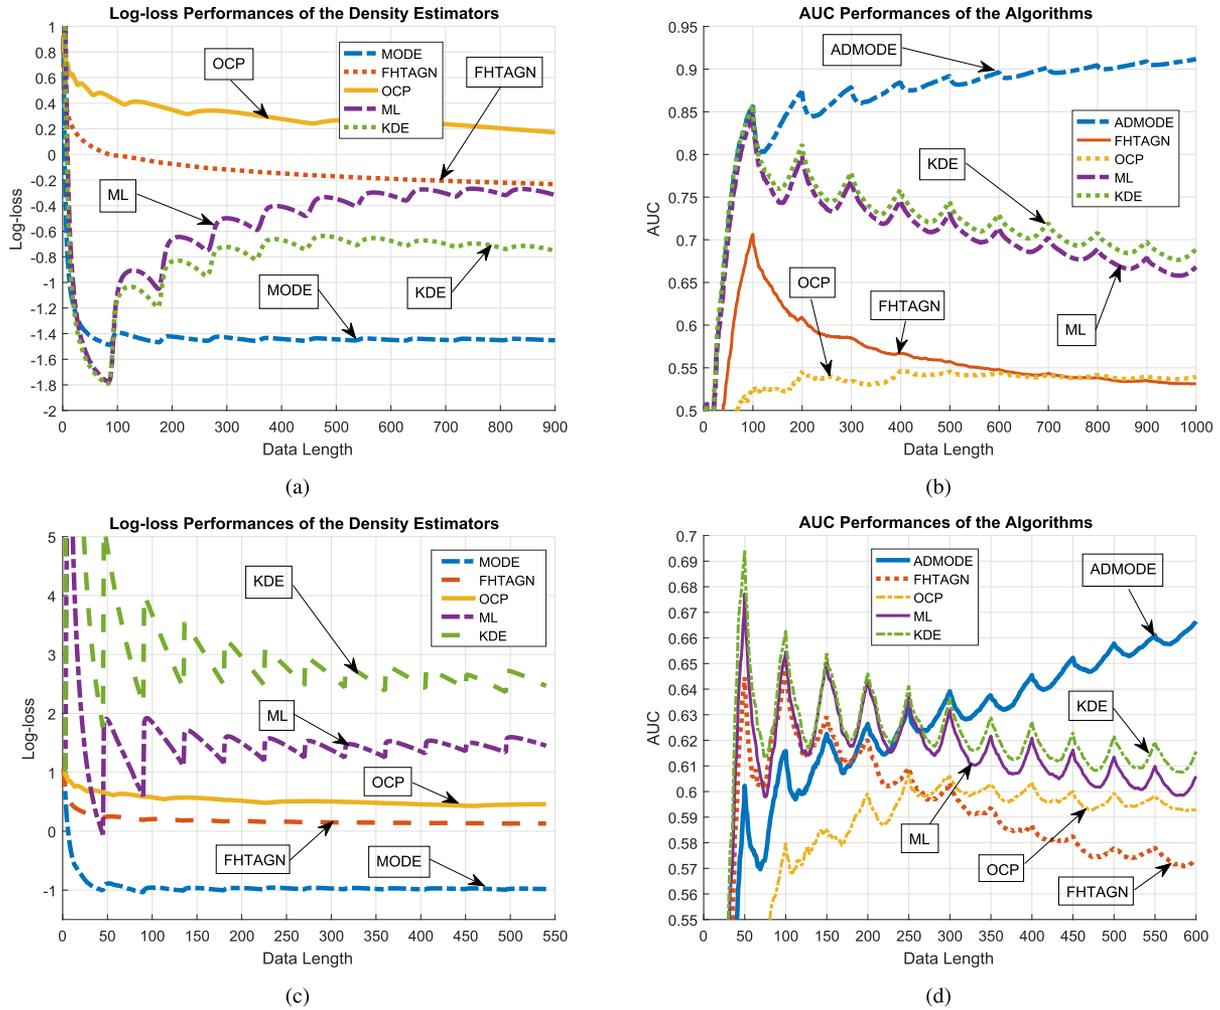 Log-loss Performances of the Density Estimators
1
0.8
0.6
0.4
0.2
0
-0.2
-0.4
-0.6
-0.8
-1
-1.2
-1.4
-1.6
-1.8
-2
Log-loss
OCP
MODE
FHTAGN
OCP
ML
KDE
FHTAGN
ML
MODE
KDE
0 100 200 300 400 500 600 700 800 900
Data Length
(a)
AUC Performances of the Algorithms
0.95
0.9
0.85
0.8
0.75
0.7
0.65
0.6
0.55
0.5
AUC
ADMODE
ADMODE
FHTAGN
OCP
ML
KDE
KDE
OCP
FHTAGN
ML
0 100 200 300 400 500 600 700 800 900 1000
Data Length
(b)
Log-loss Performances of the Density Estimators
5
4
3
2
1
0
-1
Log-loss
KDE
MODE
FHTAGN
OCP
ML
KDE
ML
OCP
FHTAGN
MODE
0 50 100 150 200 250 300 350 400 450 500 550
Data Length
(c)
AUC Performances of the Algorithms
0.7
0.69
0.68
0.67
0.66
0.65
0.64
0.63
0.62
0.61
0.6
0.59
0.58
0.57
0.56
0.55
AUC
ADMODE
FHTAGN
OCP
ML
KDE
ADMODE
KDE
ML
OCP
FHTAGN
0 50 100 150 200 250 300 350 400 450 500 550 600
Data Length
(d)